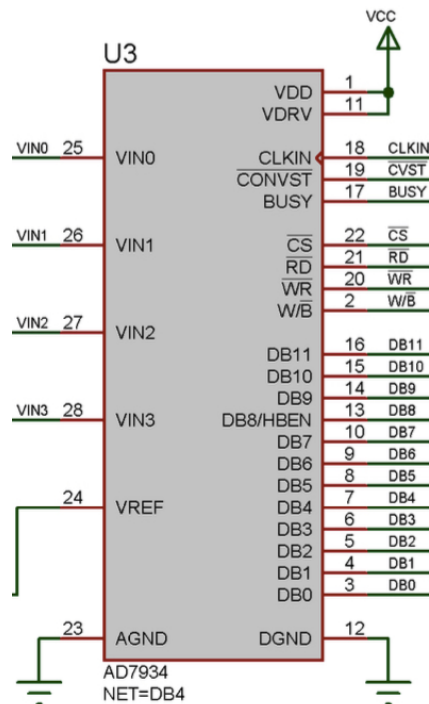 VCC
U3
VDD 1
VDRV 11
VIN0 25 VIN0 CLKIN 18 CLKIN
CONVST 19 CVST
BUSY 17 BUSY
VIN1 26 VIN1 CS 22 CS
RD 21 RD
WR 20 WR
W/B 2 W/B
VIN2 27 VIN2
DB11 16 DB11
DB10 15 DB10
DB9 14 DB9
VIN3 28 VIN3 DB8/HBEN 13 DB8
DB7 10 DB7
DB6 9 DB6
DB5 8 DB5
24 VREF DB4 7 DB4
DB3 6 DB3
DB2 5 DB2
DB1 4 DB1
DB0 3 DB0
23 AGND DGND 12
AD7934
NET=DB4